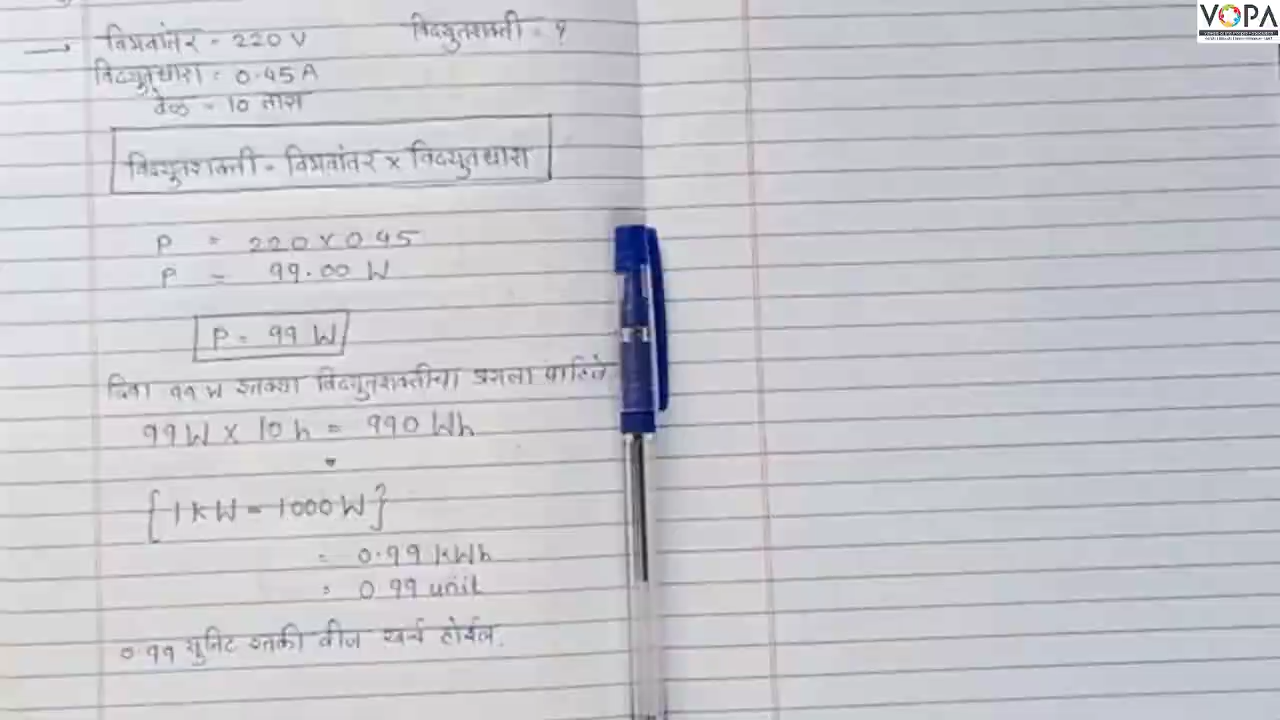 → विभवांतर = 220 V विद्युतशक्ती = ?
विद्युतधारा = 0.45 A
वेळ = 10 तास
विद्युतशक्ती = विभवांतर x विद्युतधारा
P = 220 x 0.45
P = 99.00 W
P = 99 W
दिवा 99 W इतक्या विद्युतशक्तीचा असला पाहिजे
99 W x 10 h = 990 Wh
{1 kW = 1000 W}
= 0.99 kWh
= 0.99 unit
0.99 युनिट इतकी वीज खर्च होईल.
VOPA